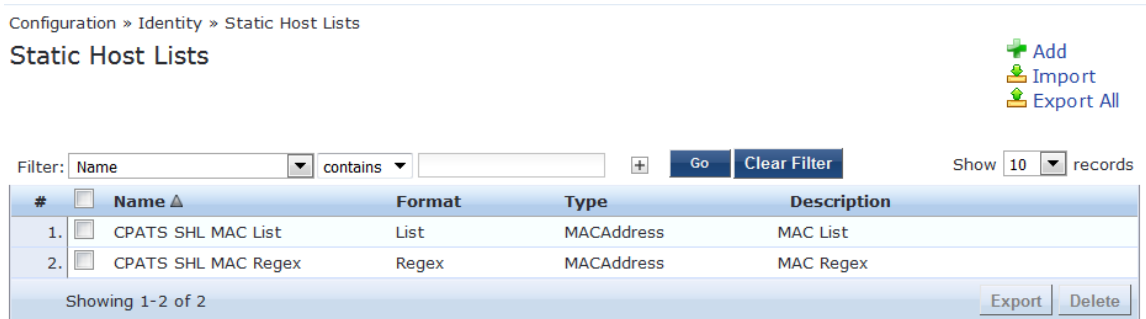 Configuration » Identity » Static Host Lists
Static Host Lists
Add
Import
Export All
Filter: Name contains + Go Clear Filter Show 10 records
# Name Format Type Description
1. CPATS SHL MAC List List MACAddress MAC List
2. CPATS SHL MAC Regex Regex MACAddress MAC Regex
Showing 1-2 of 2 Export Delete